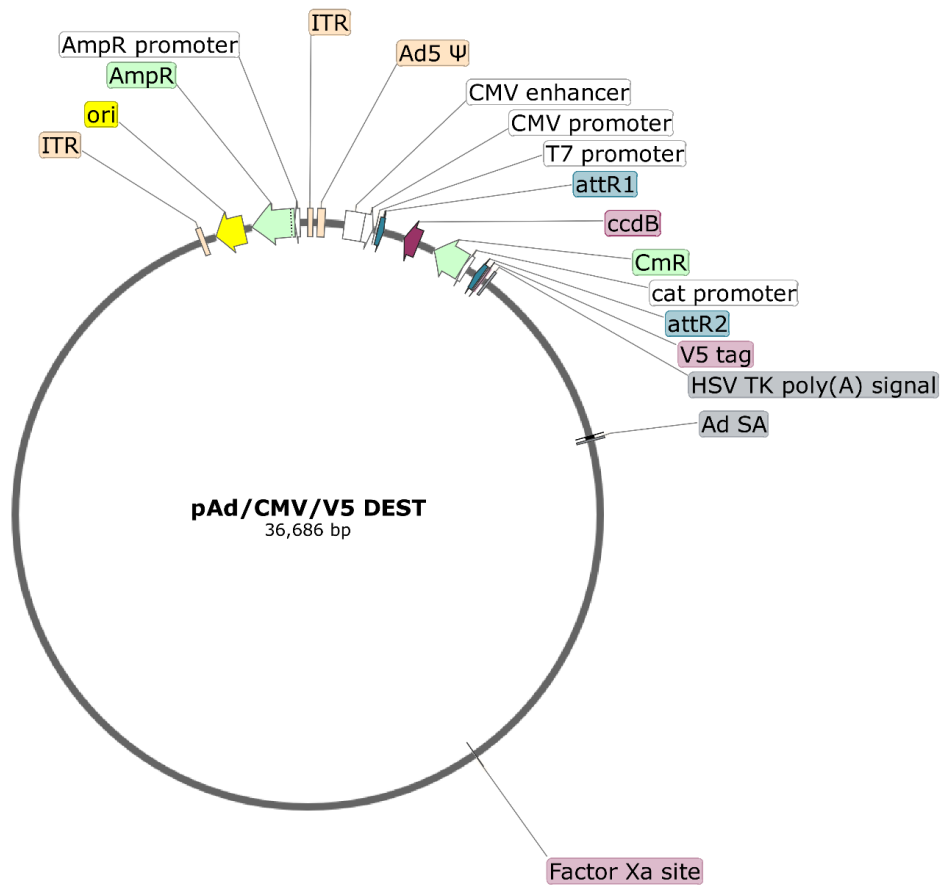 ITR
AmpR promoter
Ad5 Ψ
AmpR
CMV enhancer
ori
CMV promoter
ITR
T7 promoter
attR1
ccdB
CmR
cat promoter
attR2
V5 tag
HSV TK poly(A) signal
Ad SA
pAd/CMV/V5 DEST
36,686 bp
Factor Xa site